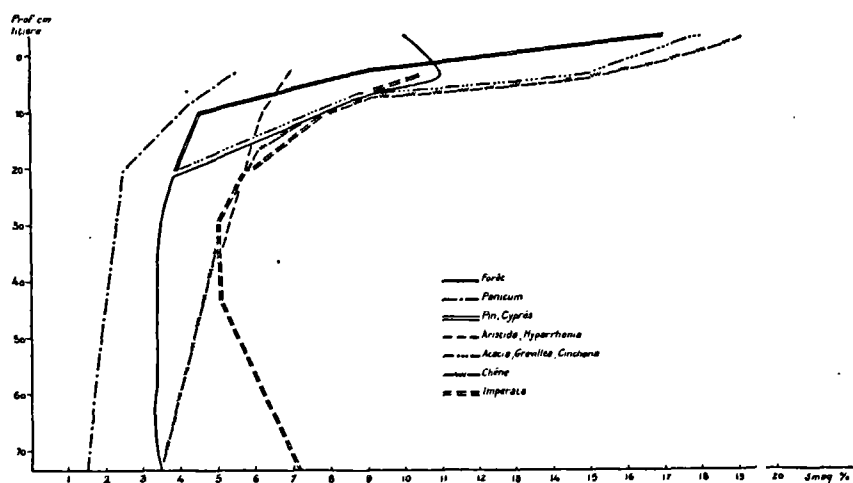 Prof cm
litiere
0
10
20
30
40
50
60
70
Forêt
Panicum
Pin, Cyprès
Aristida, Hyparrhenia
Acacia, Grevillea, Cinchona
Chêne
Imperata
1 2 3 4 5 6 7 8 9 10 11 12 13 14 15 16 17 18 19 20 Smeq %